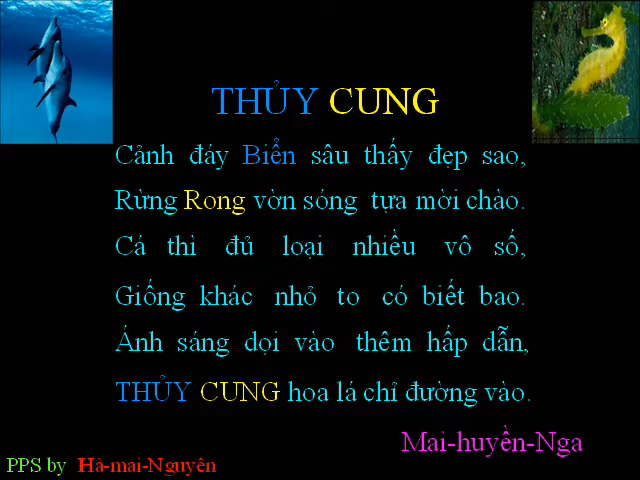 THỦY CUNG
Cảnh đáy Biển sâu thấy đẹp sao,
Rừng Rong vờn sóng tựa mời chào.
Cá thì đủ loại nhiều vô số,
Giống khác nhỏ to có biết bao.
Ánh sáng dọi vào thêm hấp dẫn,
THỦY CUNG hoa lá chỉ đường vào.
Mai-huyền-Nga
PPS by Hà-mai-Nguyên